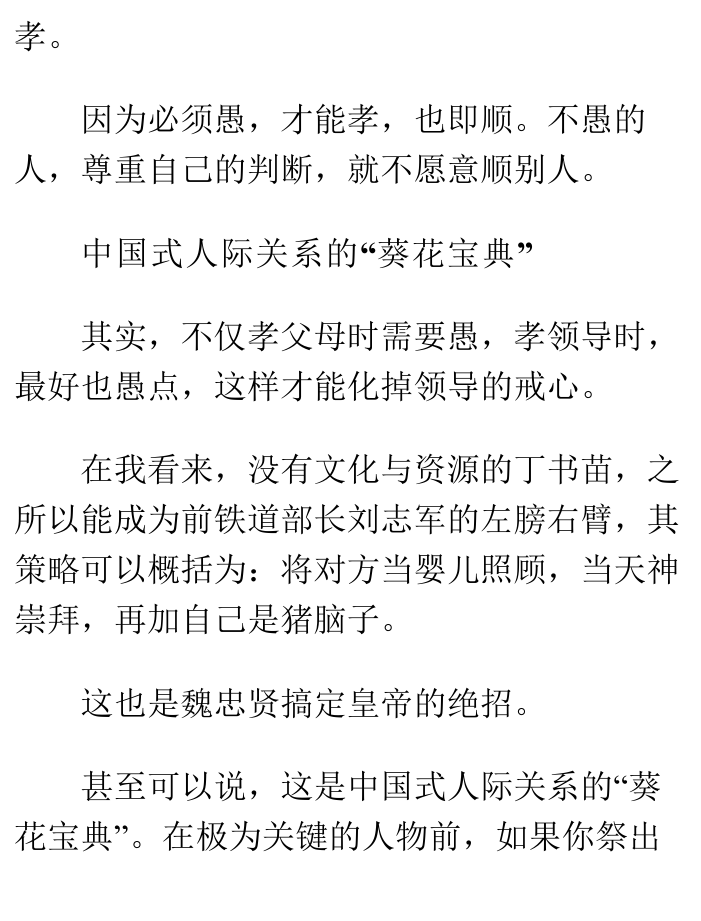 孝。
因为必须愚，才能孝，也即顺。不愚的
人，尊重自己的判断，就不愿意顺别人。
中国式人际关系的“葵花宝典”
其实，不仅孝父母时需要愚，孝领导时，
最好也愚点，这样才能化掉领导的戒心。
在我看来，没有文化与资源的丁书苗，之
所以能成为前铁道部长刘志军的左膀右臂，其
策略可以概括为：将对方当婴儿照顾，当天神
崇拜，再加自己是猪脑子。
这也是魏忠贤搞定皇帝的绝招。
甚至可以说，这是中国式人际关系的“葵
花宝典”。在极为关键的人物前，如果你祭出